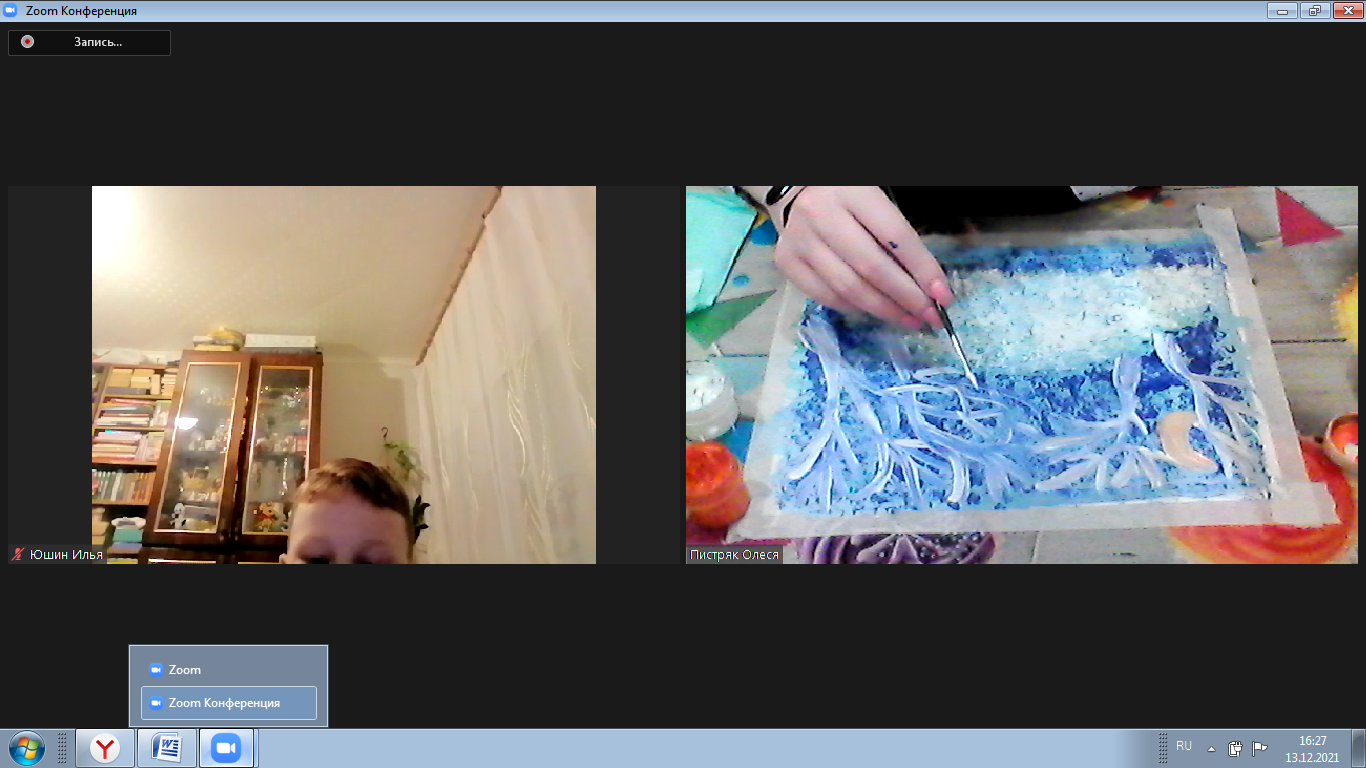 Zoom Конференция
Запись...
Юшин Илья
Пистряк Олеся
Zoom
Zoom Конференция
RU
16:27
13.12.2021